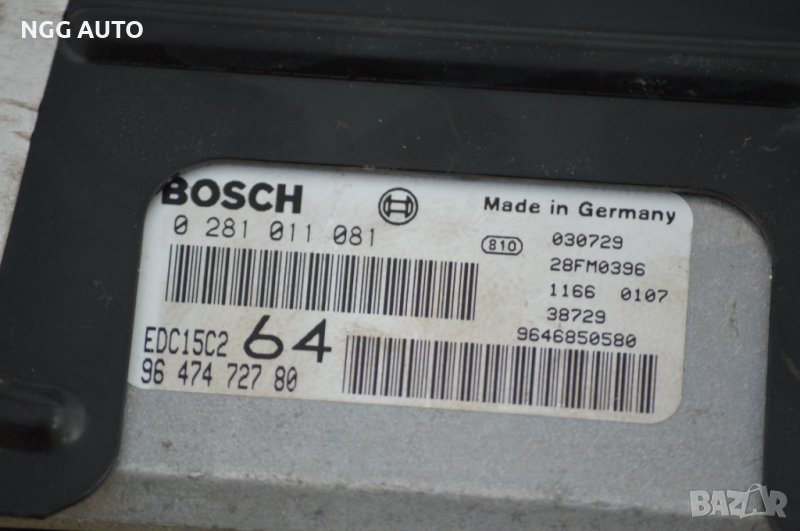 NGG AUTO
BOSCH
Made in Germany
0 281 011 081
810
030729
28FM0396
1166 0107
38729
9646850580
EDC15C2
64
96 474 727 80
BAZAR